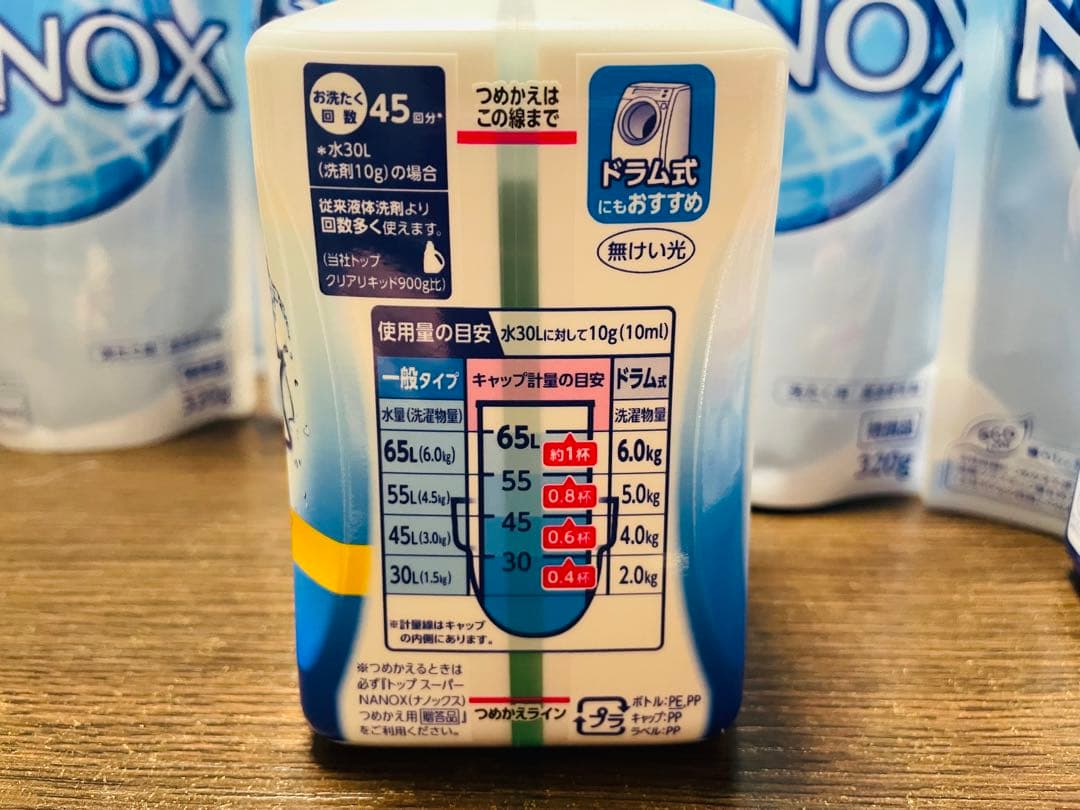 NOX
NOX
N
お洗たく
回数
45回分*
*水30L
(洗剤10g)の場合
従来液体洗剤より
回数多く使えます。
(当社トップ
クリアリキッド900g比)
つめかえは
この線まで
ドラム式
にもおすすめ
無けい光
使用量の目安 水30Lに対して10g(10ml)
一般タイプ キャップ計量の目安 ドラム式
水量(洗濯物量) 洗濯物量
65L(6.0kg) 65L 約1杯 6.0kg
55L(4.5kg) 55 0.8杯 5.0kg
45L(3.0kg) 45 0.6杯 4.0kg
30L(1.5kg) 30 0.4杯 2.0kg
※計量線はキャップ
の内側にあります。
※つめかえるときは
必ず『トップ スーパー
NANOX(ナノックス)
つめかえ用 贈答品』
をご利用ください。
つめかえライン
プラ
ボトル:PE,PP
キャップ:PP
ラベル:PP
320g
320g
660